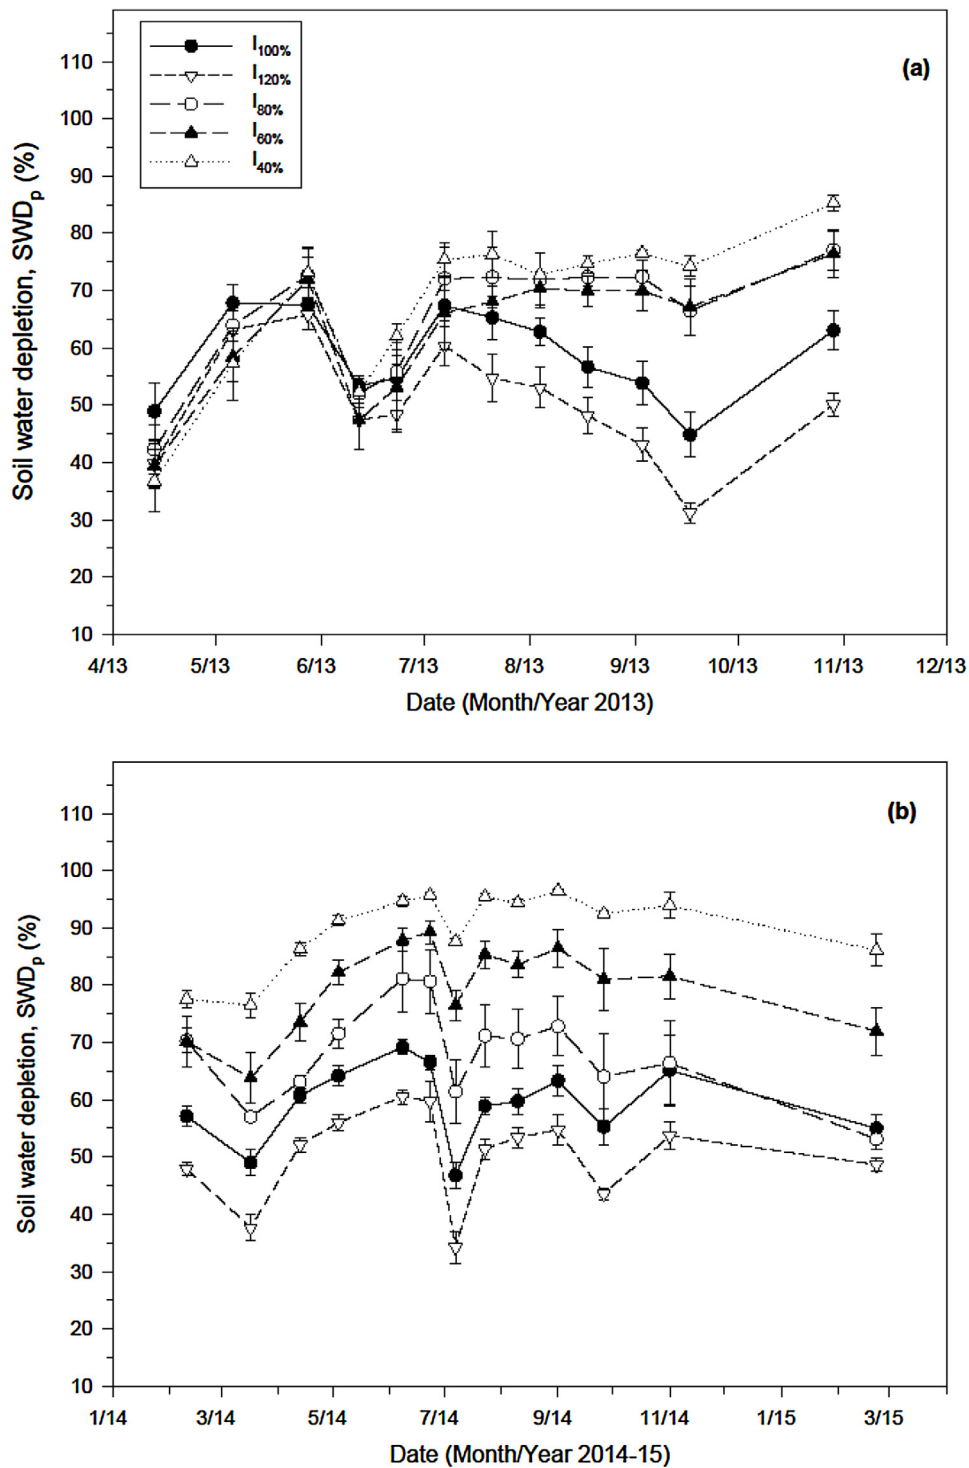 (a)
I100%
I120%
I80%
I60%
I40%
Soil water depletion, SWDp (%)
110
100
90
80
70
60
50
40
30
20
10
4/13 5/13 6/13 7/13 8/13 9/13 10/13 11/13 12/13
Date (Month/Year 2013)
(b)
Soil water depletion, SWDp (%)
110
100
90
80
70
60
50
40
30
20
10
1/14 3/14 5/14 7/14 9/14 11/14 1/15 3/15
Date (Month/Year 2014-15)